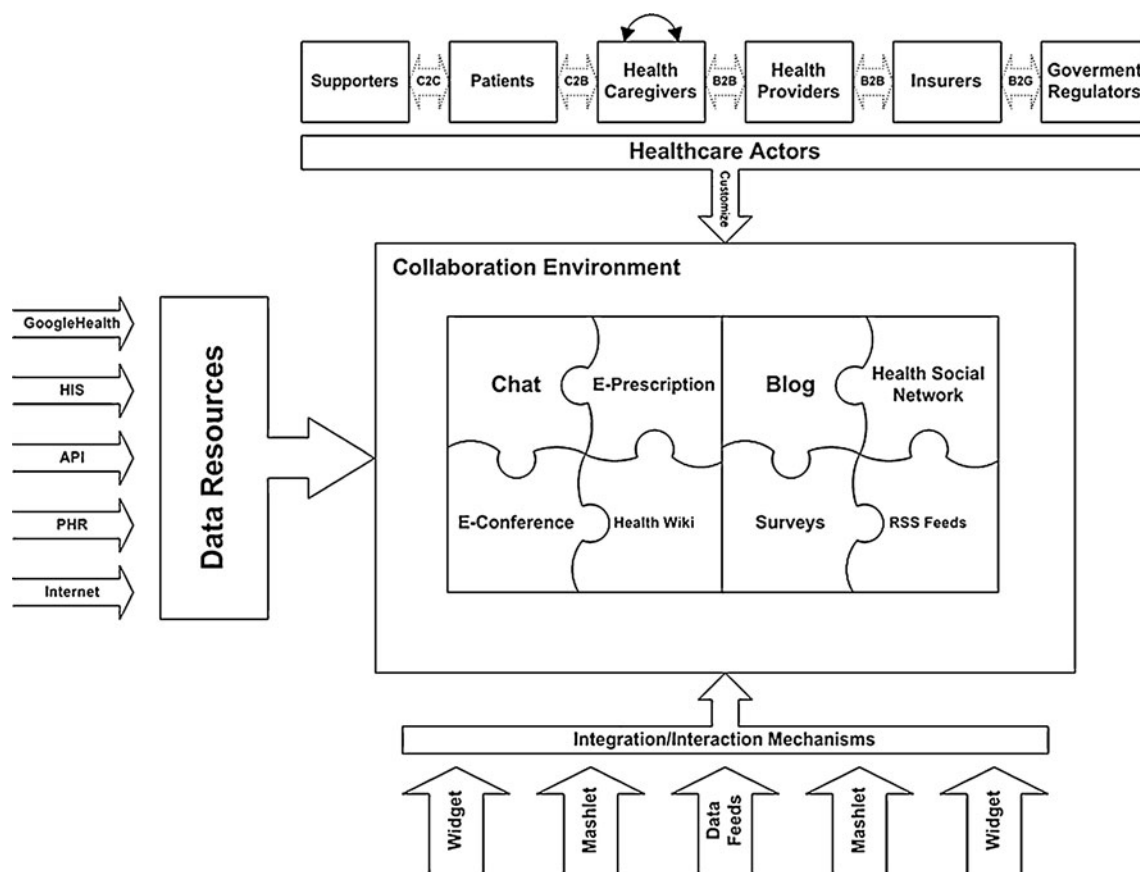 Supporters
C2C
Patients
C2B
Health
Caregivers
B2B
Health
Providers
B2B
Insurers
B2G
Goverment
Regulators
Healthcare Actors
Customize
Collaboration Environment
GoogleHealth
HIS
API
PHR
Internet
Data Resources
Chat
E-Prescription
Blog
Health Social
Network
E-Conference
Health Wiki
Surveys
RSS Feeds
Integration/Interaction Mechanisms
Widget
Mashlet
Data
Feeds
Mashlet
Widget